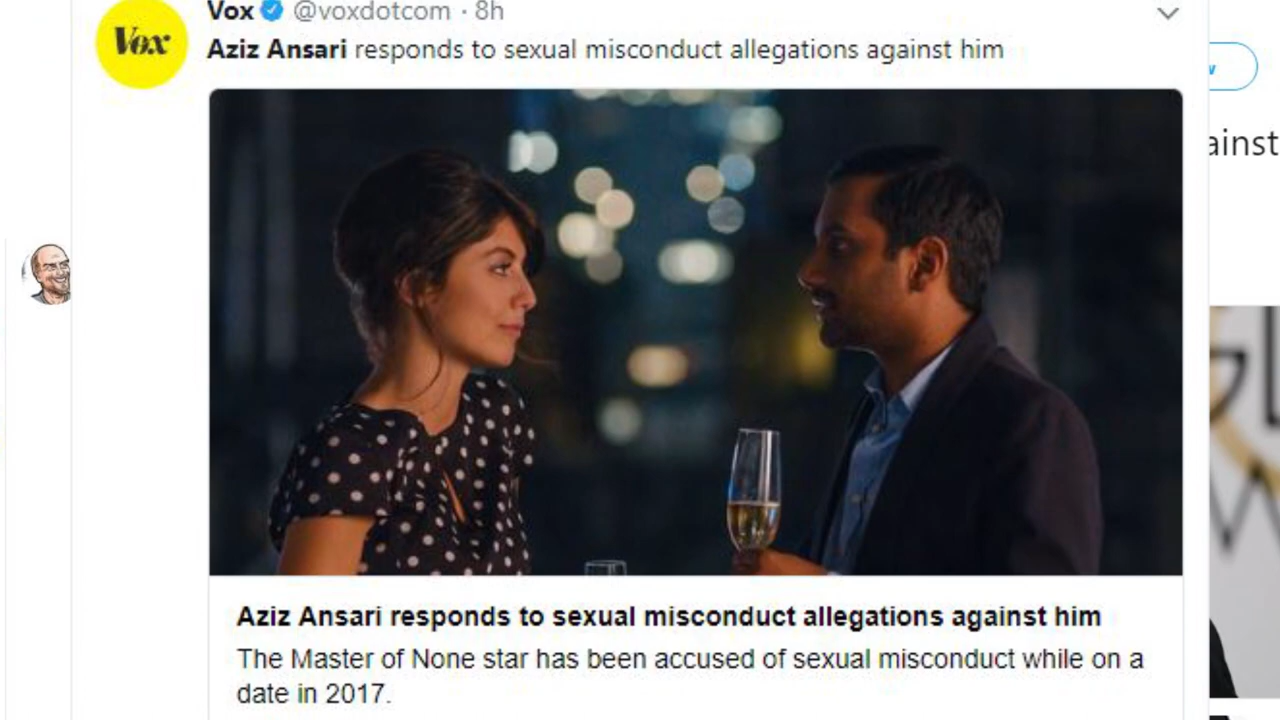 Vox @voxdotcom · 8h
Vox
Aziz Ansari responds to sexual misconduct allegations against him
ainst
Aziz Ansari responds to sexual misconduct allegations against him
The Master of None star has been accused of sexual misconduct while on a
date in 2017.